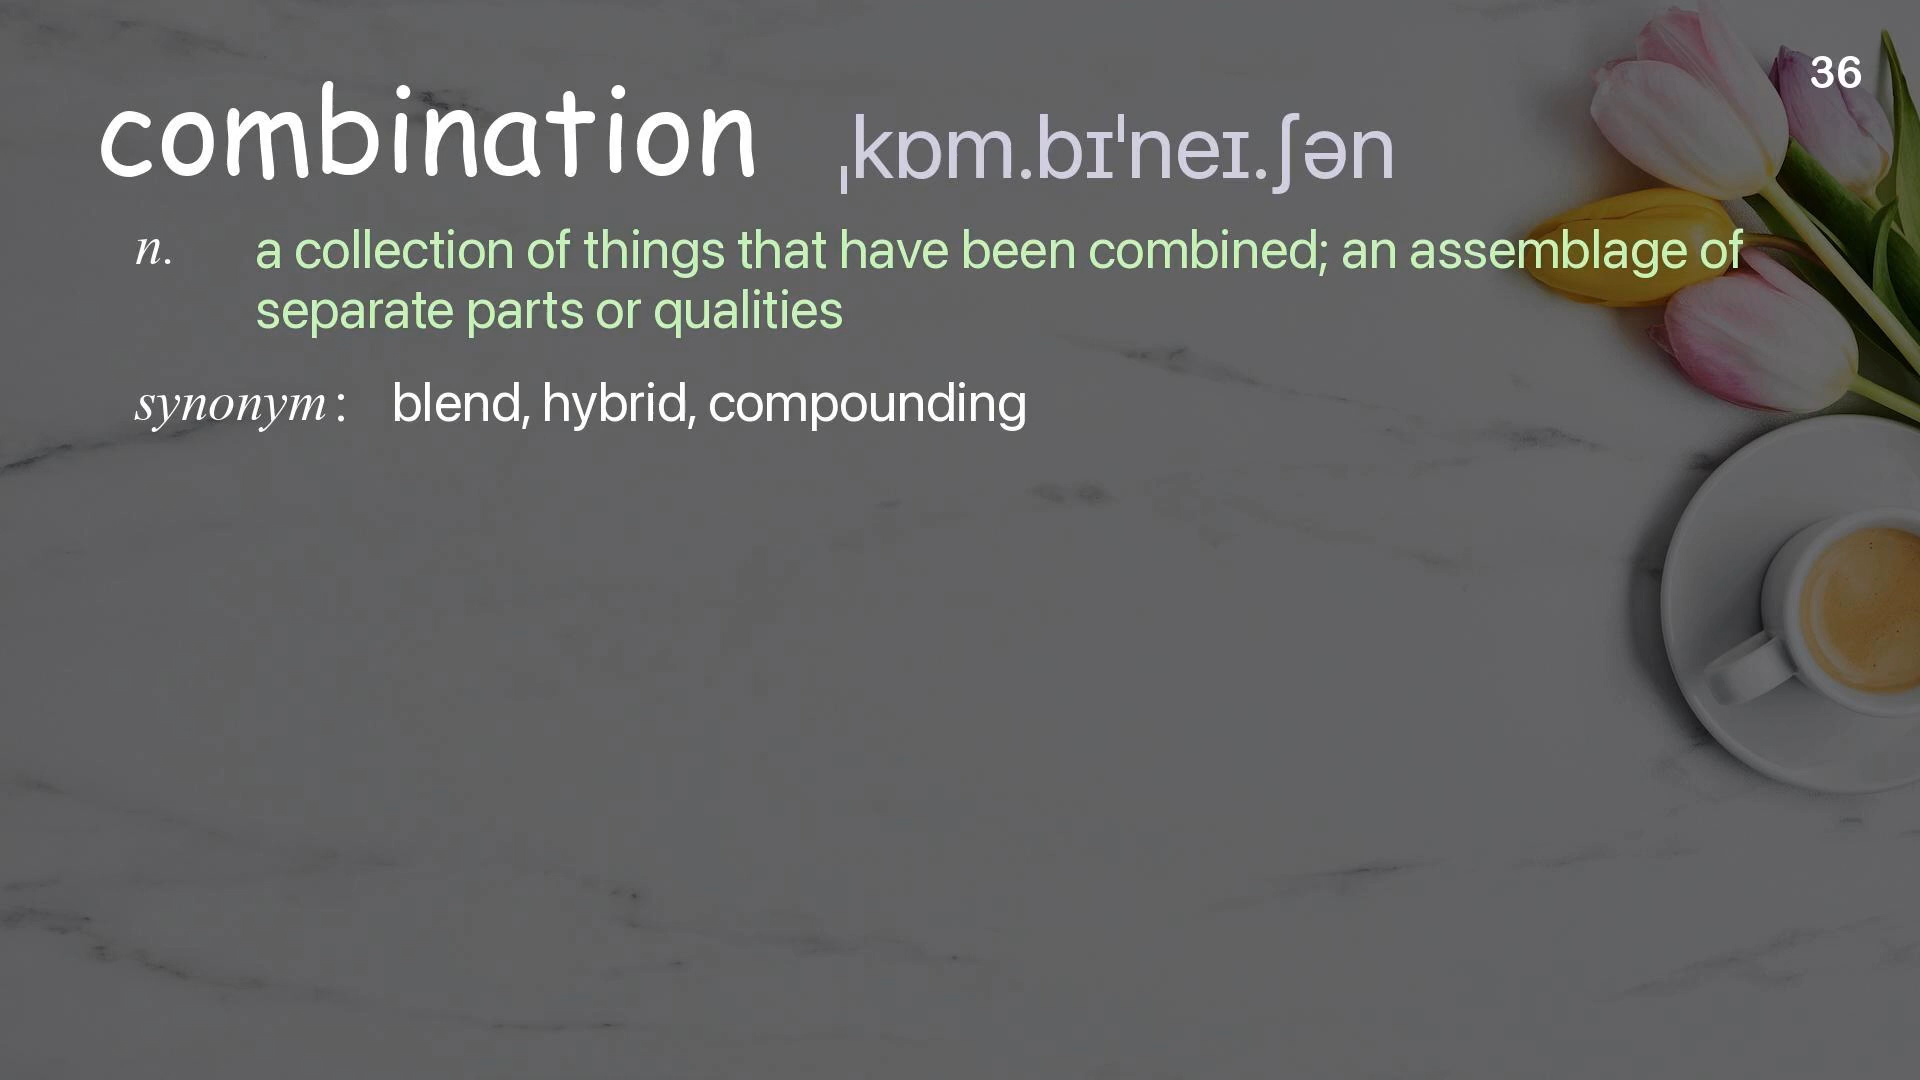 36
combination ˌkɒm.bɪˈneɪ.ʃən
n. a collection of things that have been combined; an assemblage of
separate parts or qualities
synonym: blend, hybrid, compounding